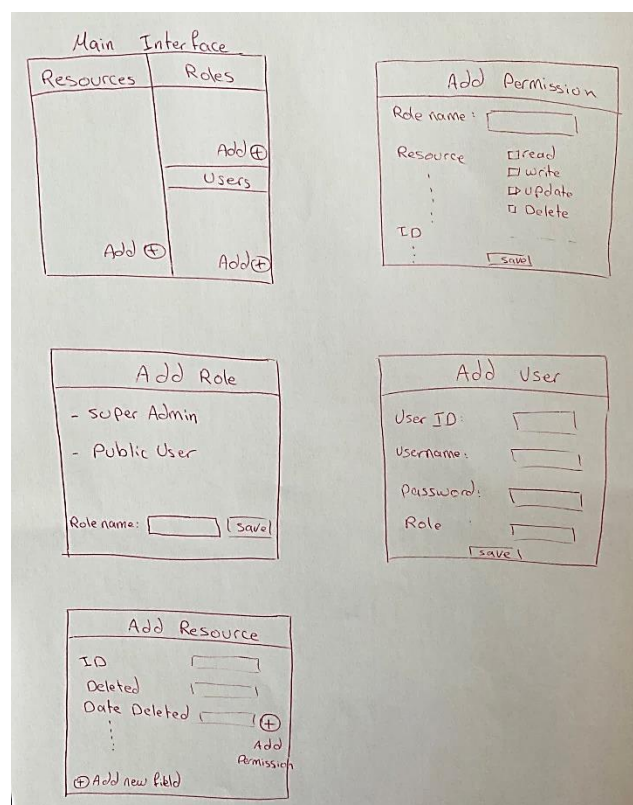 Main Interface
Resources
Roles
Add
Users
Add
Add
Add Permission
Role name:
Resource
read
write
update
Delete
ID
save
Add Role
- super Admin
- Public User
Role name:
save
Add User
User ID:
Username:
password:
Role
save
Add Resource
ID
Deleted
Date Deleted
Add
Permission
Add new field